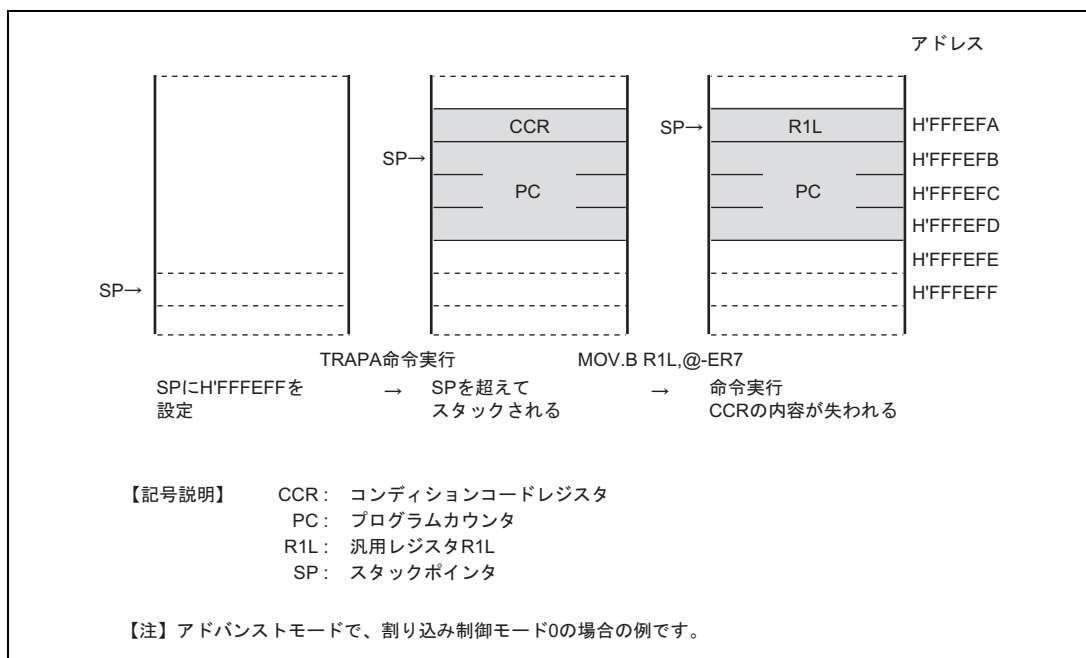 アドレス
CCR
SP→
R1L
H'FFFEFA
SP→
H'FFFEFB
PC
PC
H'FFFEFC
H'FFFEFD
H'FFFEFE
SP→
H'FFFEFF
TRAPA命令実行
MOV.B R1L,@-ER7
SPにH'FFFEFFを
設定
→
SPを超えて
スタックされる
→
命令実行
CCRの内容が失われる
【記号説明】 CCR : コンディションコードレジスタ
PC : プログラムカウンタ
R1L : 汎用レジスタR1L
SP : スタックポインタ
【注】アドバンストモードで、割り込み制御モード0の場合の例です。